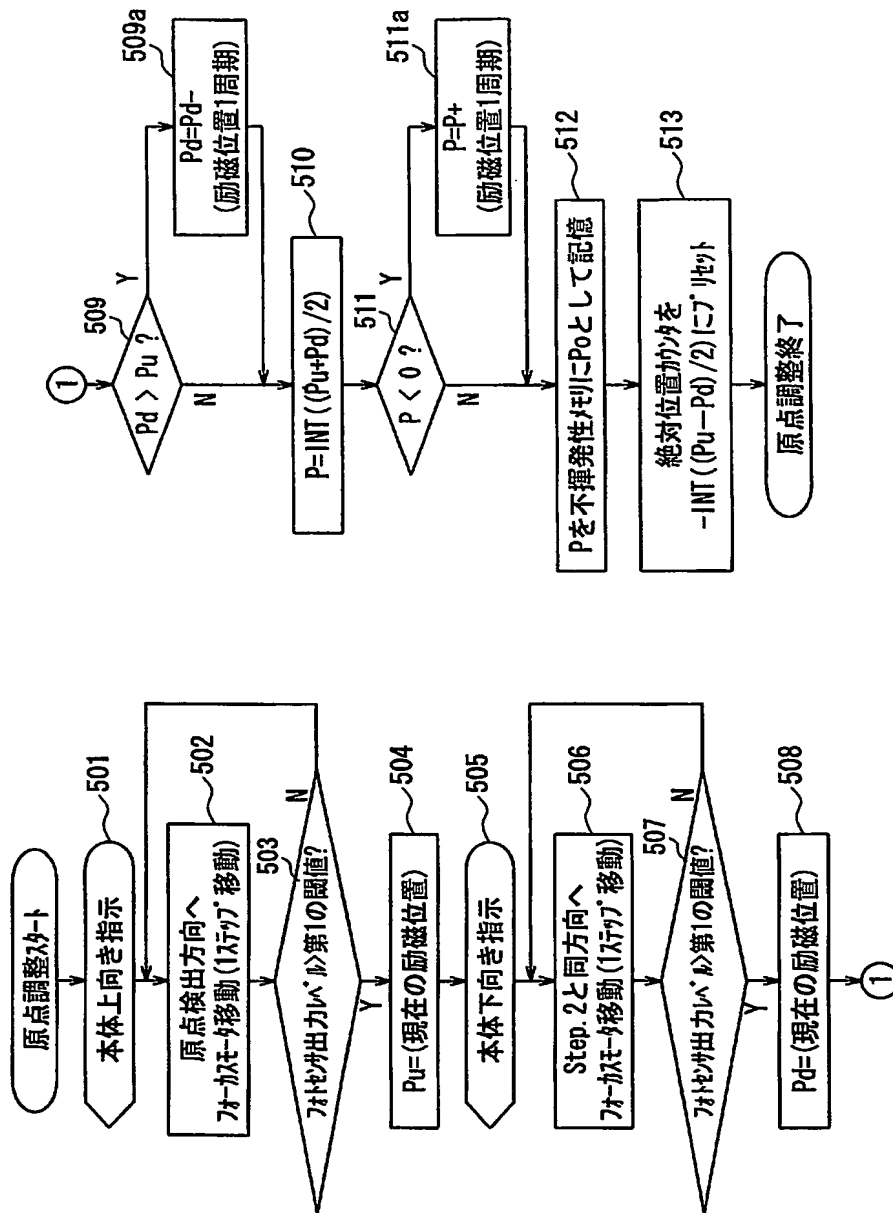 原点調整スタート
本体上向き指示
501
原点検出方向へ
フォーカスモータ移動(1ステップ移動)
502
フォトセンサ出力レベル>第1の閾値?
503
N
Y
Pu=(現在の励磁位置)
504
本体下向き指示
505
Step.2と同方向へ
フォーカスモータ移動(1ステップ移動)
506
フォトセンサ出力レベル>第1の閾値?
507
N
Y
Pd=(現在の励磁位置)
508
1
1
Pd > Pu ?
509
Y
N
Pd=Pd-
(励磁位置1周期)
509a
P=INT((Pu+Pd)/2)
510
P < 0 ?
511
Y
N
P=P+
(励磁位置1周期)
511a
Pを不揮発性メモリにPoとして記憶
512
絶対位置カウンタを
-INT((Pu-Pd)/2)にプリセット
513
原点調整終了